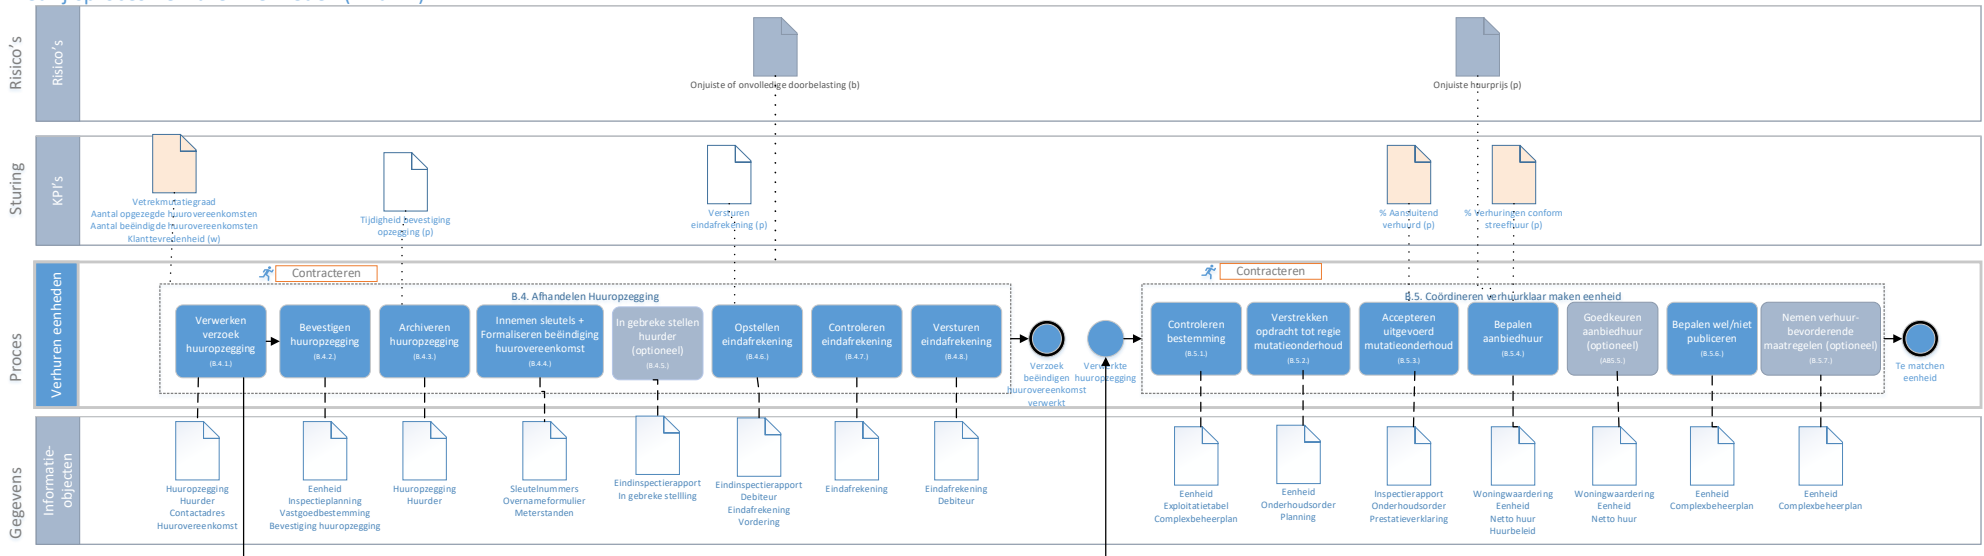 Risico's
Risico's
Onjuiste of onvolledige doorbelasting (b)
Onjuiste huurprijs (p)
Sturing
KPI's
Vetrekmutatiegraad
Aantal opgezegde huurovereenkomsten
Aantal beëindigde huurovereenkomsten
Klanttevredenheid (w)
Tijdigheid bevestiging
opzegging (p)
Versturen
eindafrekening (p)
% Aansluitend
verhuurd (p)
% Verhuringen conform
streefhuur (p)
Proces
Verhuren eenheden
Contracteren
B.4. Afhandelen Huuropzegging
Verwerken
verzoek
huuropzegging
(B.4.1.)
Bevestigen
huuropzegging
(B.4.2.)
Archiveren
huuropzegging
(B.4.3.)
Innemen sleutels +
Formaliseren beëindiging
huurovereenkomst
(B.4.4.)
In gebreke stellen
huurder
(optioneel)
(B.4.5.)
Opstellen
eindafrekening
(B.4.6.)
Controleren
eindafrekening
(B.4.7.)
Versturen
eindafrekening
(B.4.8.)
Verzoek
beëindigen
huurovereenkomst
verwerkt
Verwerkte
huuropzegging
Contracteren
B.5. Coördineren verhuurklaar maken eenheid
Controleren
bestemming
(B.5.1.)
Verstrekken
opdracht tot regie
mutatieonderhoud
(B.5.2.)
Accepteren
uitgevoerd
mutatieonderhoud
(B.5.3.)
Bepalen
aanbiedhuur
(B.5.4.)
Goedkeuren
aanbiedhuur
(optioneel)
(AB5.5.)
Bepalen wel/niet
publiceren
(B.5.6.)
Nemen verhuur-
bevorderende
maatregelen (optioneel)
(B.5.7.)
Te matchen
eenheid
Gegevens
Informatie-
objecten
Huuropzegging
Huurder
Contactadres
Huurovereenkomst
Eenheid
Inspectieplanning
Vastgoedbestemming
Bevestiging huuropzegging
Huuropzegging
Huurder
Sleutelnummers
Overnameformulier
Meterstanden
Eindinspectierapport
In gebreke stellling
Eindinspectierapport
Debiteur
Eindafrekening
Vordering
Eindafrekening
Eindafrekening
Debiteur
Eenheid
Exploitatietabel
Complexbeheerplan
Eenheid
Onderhoudsorder
Planning
Inspectierapport
Onderhoudsorder
Prestatieverklaring
Woningwaardering
Eenheid
Netto huur
Huurbeleid
Woningwaardering
Eenheid
Netto huur
Eenheid
Complexbeheerplan
Eenheid
Complexbeheerplan